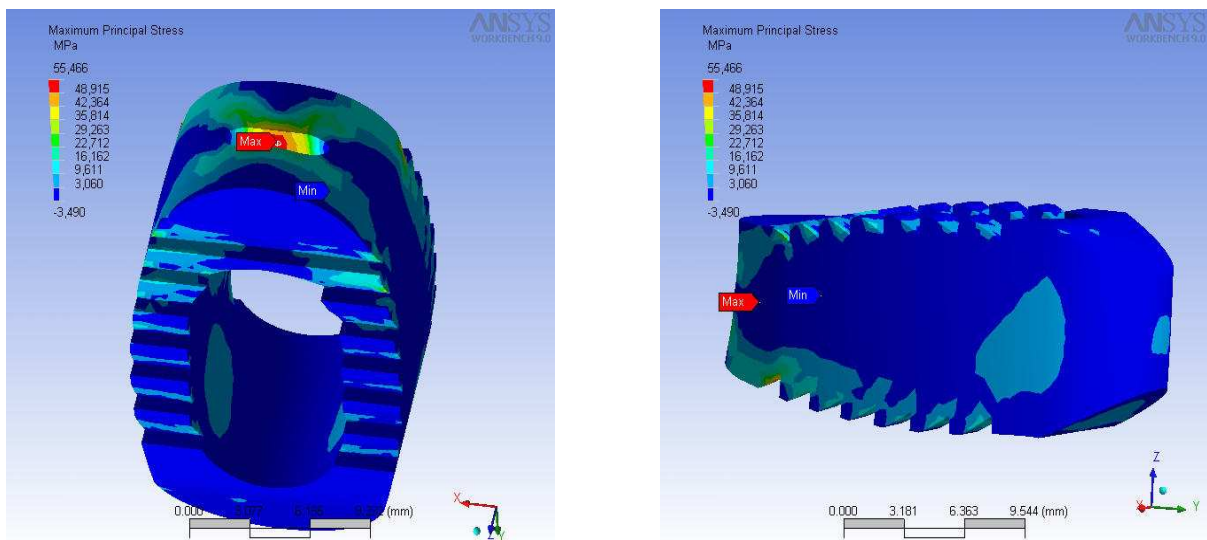 Maximum Principal Stress
MPa
55,466
48,915
42,364
35,814
29,263
22,712
16,162
9,611
3,060
-3,490
ANSYS
WORKBENCH 9.0
Max
Min
X
Z
Y
0.000 (mm)
Maximum Principal Stress
MPa
55,466
48,915
42,364
35,814
29,263
22,712
16,162
9,611
3,060
-3,490
ANSYS
WORKBENCH 9.0
Max
Min
Z
X
Y
0.000 3.181 6.363 9.544 (mm)